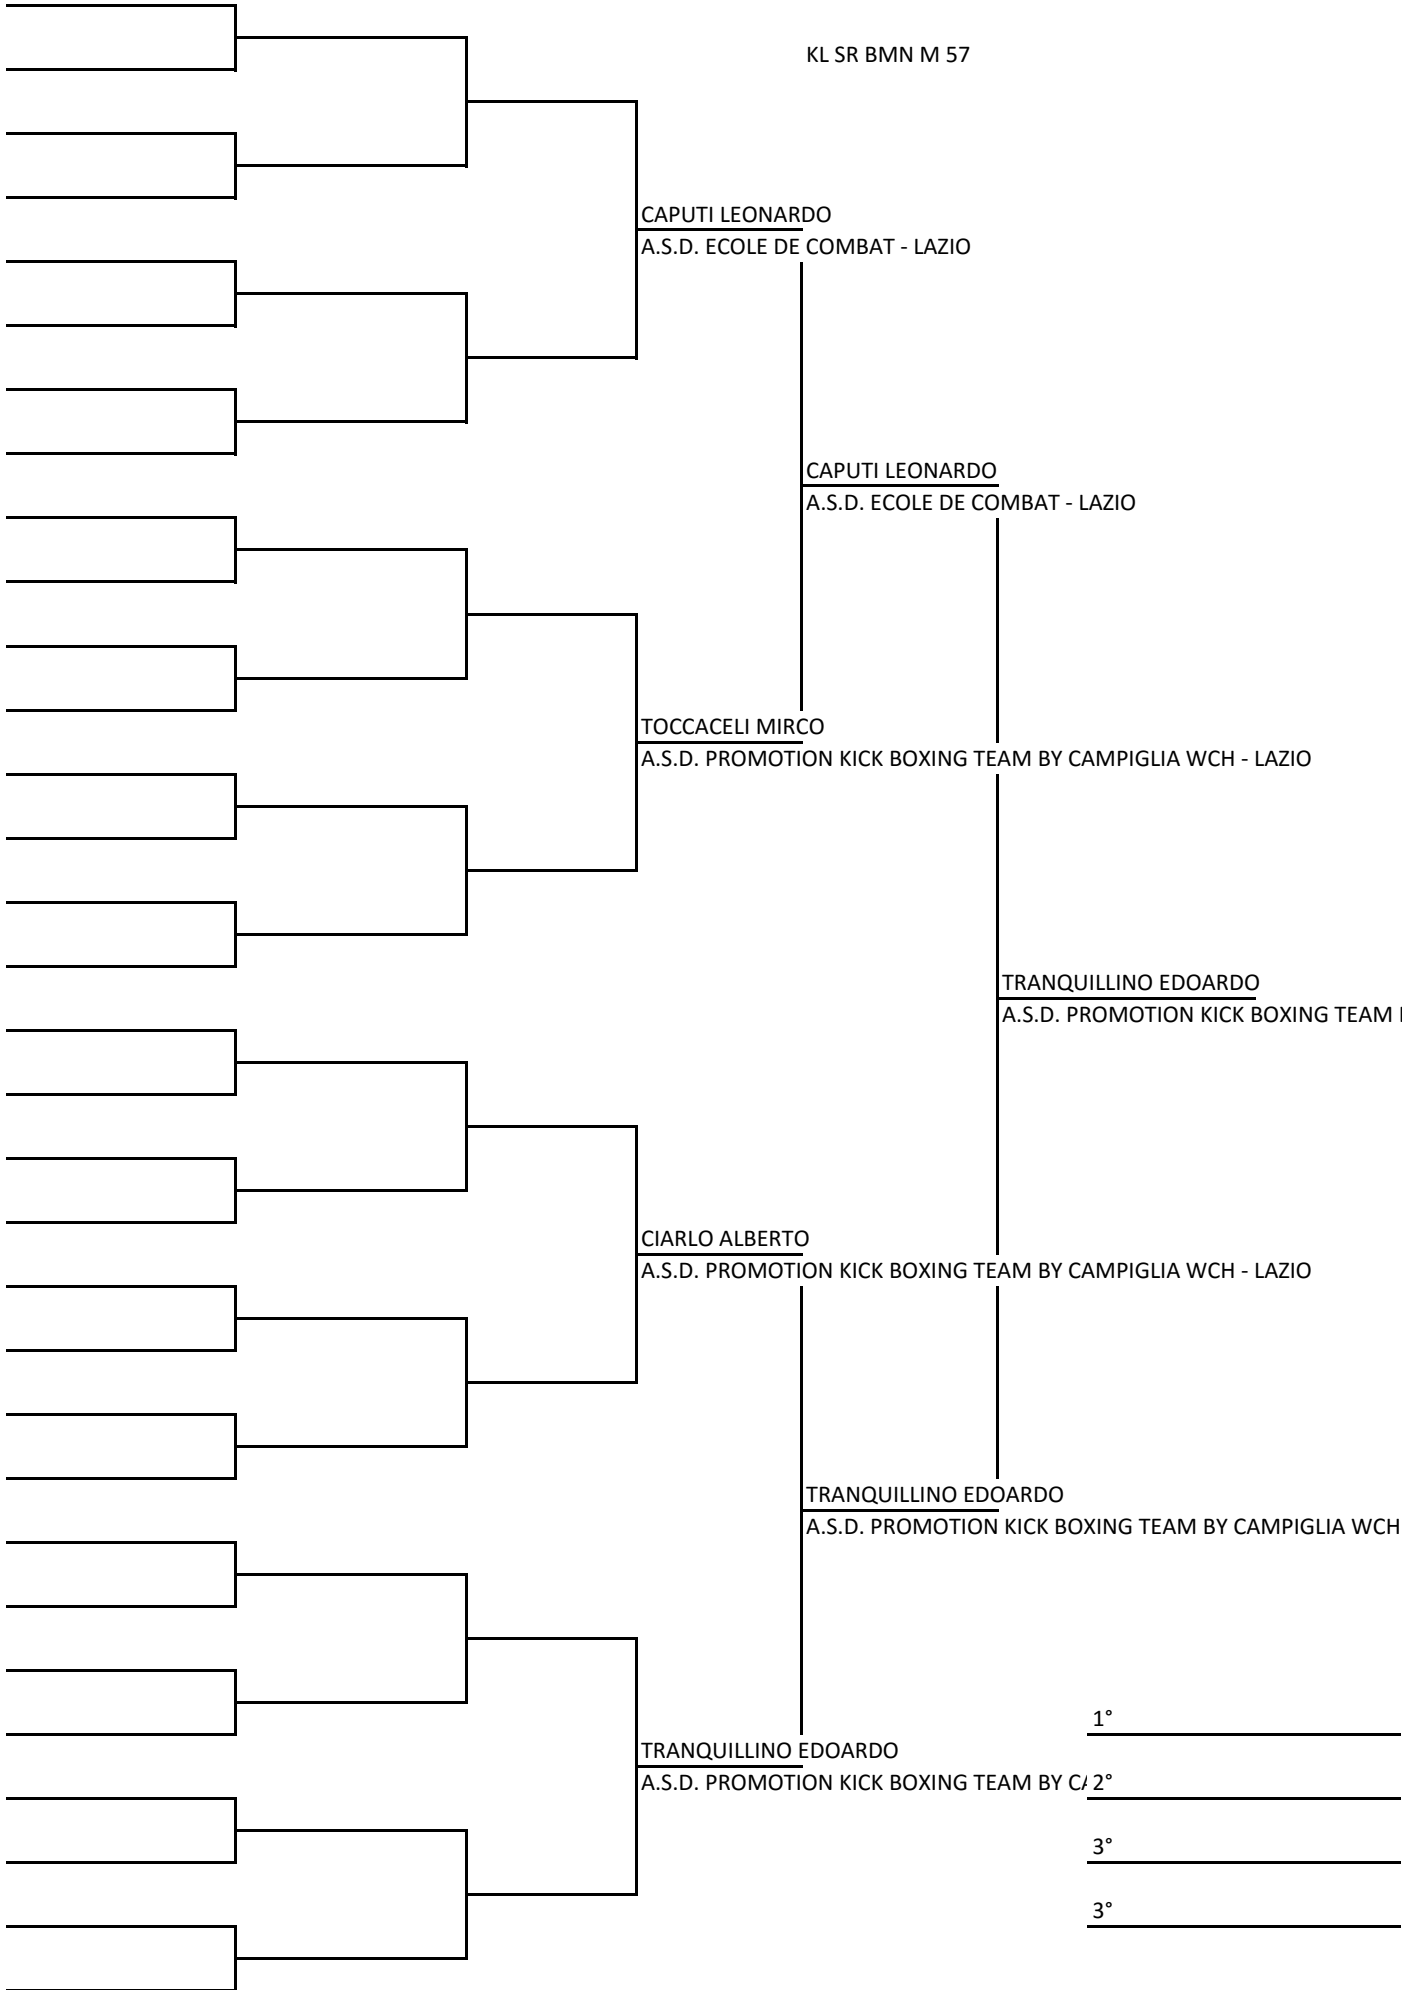 KL SR BMN M 57
CAPUTI LEONARDO
A.S.D. ECOLE DE COMBAT - LAZIO
CAPUTI LEONARDO
A.S.D. ECOLE DE COMBAT - LAZIO
TOCCACELI MIRCO
A.S.D. PROMOTION KICK BOXING TEAM BY CAMPIGLIA WCH - LAZIO
TRANQUILLINO EDOARDO
A.S.D. PROMOTION KICK BOXING TEAM
CIARLO ALBERTO
A.S.D. PROMOTION KICK BOXING TEAM BY CAMPIGLIA WCH - LAZIO
TRANQUILLINO EDOARDO
A.S.D. PROMOTION KICK BOXING TEAM BY CAMPIGLIA WCH
1°
TRANQUILLINO EDOARDO
A.S.D. PROMOTION KICK BOXING TEAM BY
2°
3°
3°